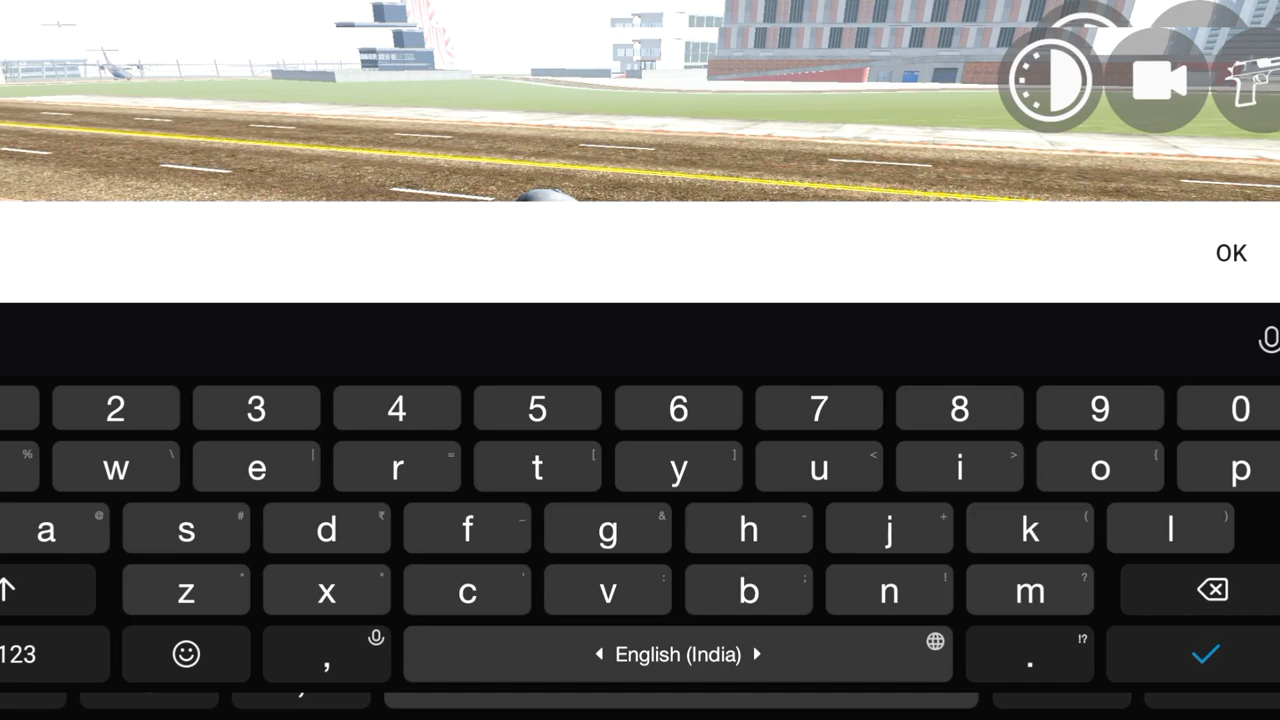 OK
2 3 4 5 6 7 8 9 0
% w \ e | r = t [ y ] u < i > o { p
a @ s # d ₹ f _ g & h - j + k ( l )
z * x " c ' v : b ; n ! m ?
123 , English (India) . !?